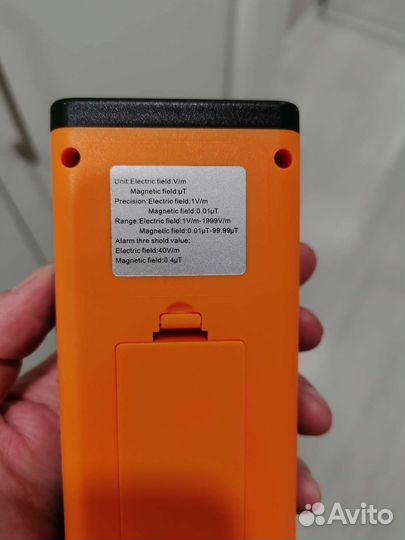 Unit:Electric field:V/m
Magnetic field:µT
Precision:Electric field:1V/m
Magnetic field:0.01µT
Range:Electric field:1V/m-1999V/m
Magnetic field:0.01µT-99.99µT
Alarm thre shold value:
Electric field:40V/m
Magnetic field:0.4µT
Avito